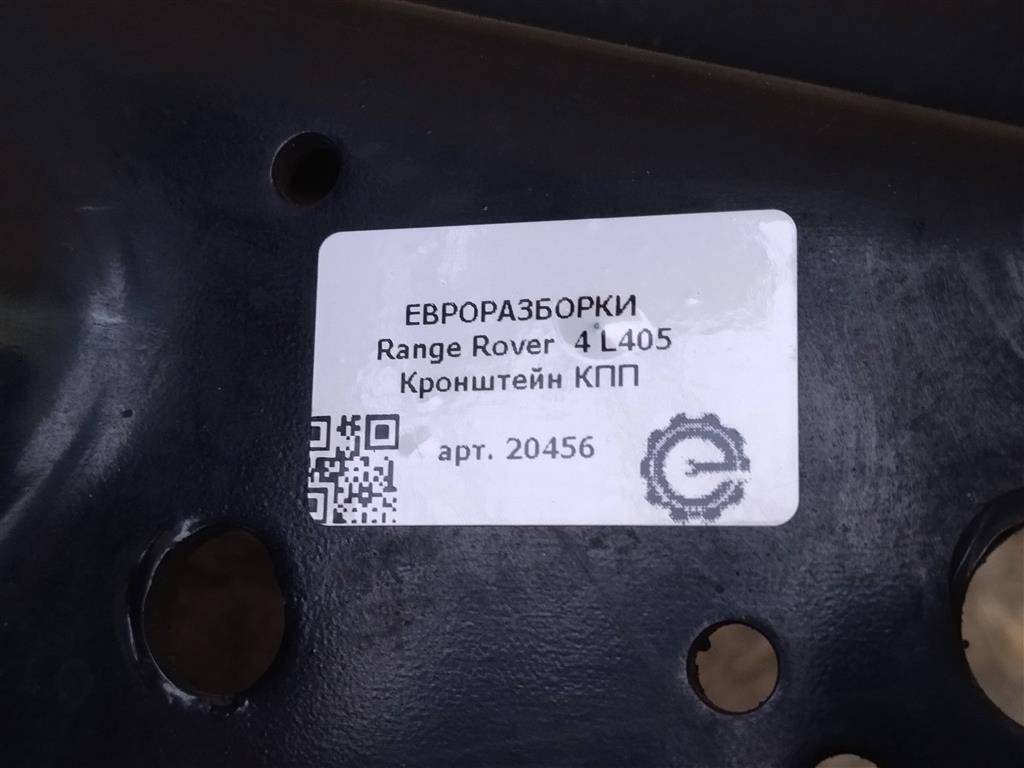 ЕВРОРАЗБОРКИ
Range Rover 4 L405
Кронштейн КПП
арт. 20456